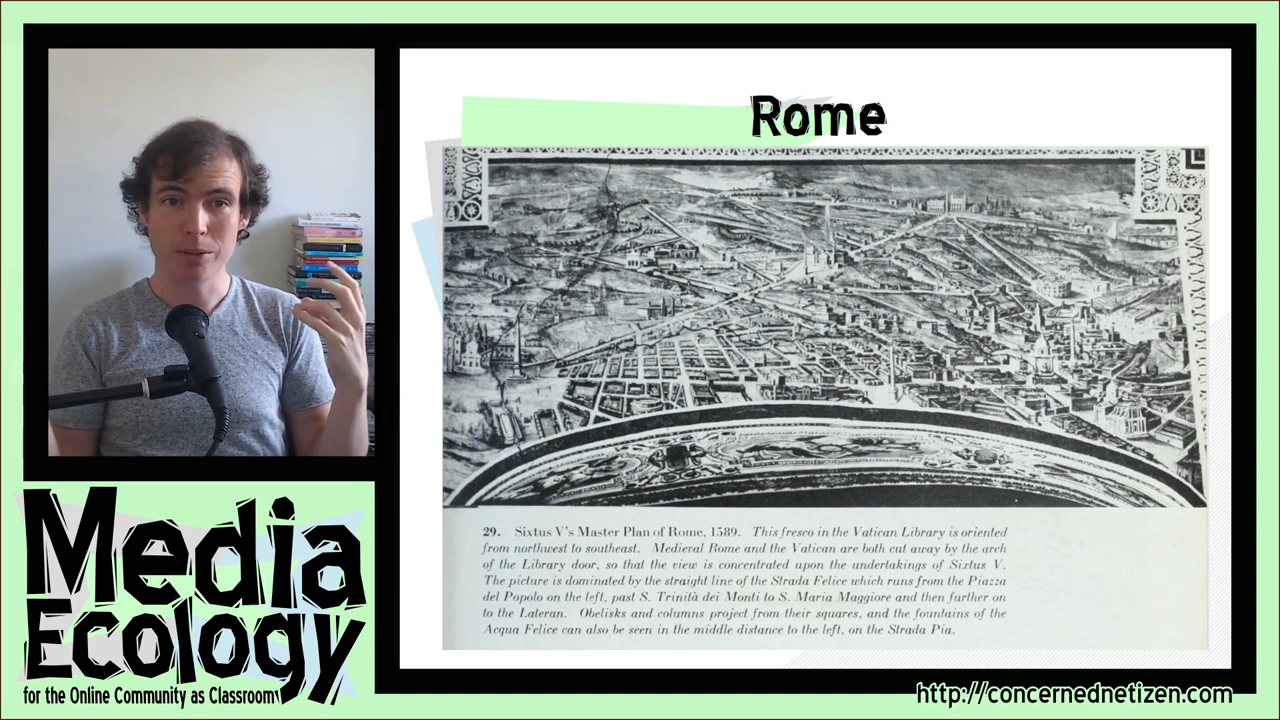 Rome
29. Sixtus V's Master Plan of Rome, 1589. This fresco in the Vatican Library is oriented
from northwest to southeast. Medieval Rome and the Vatican are both cut away by the arch
of the Library door, so that the view is concentrated upon the undertakings of Sixtus V.
The picture is dominated by the straight line of the Strada Felice which runs from the Piazza
del Popolo on the left, past S. Trinità dei Monti to S. Maria Maggiore and then further on
to the Lateran. Obelisks and columns project from their squares, and the fountains of the
Acqua Felice can also be seen in the middle distance to the left, on the Strada Pia.
Media
Ecology
for the Online Community as Classroom
http://concernednetizen.com